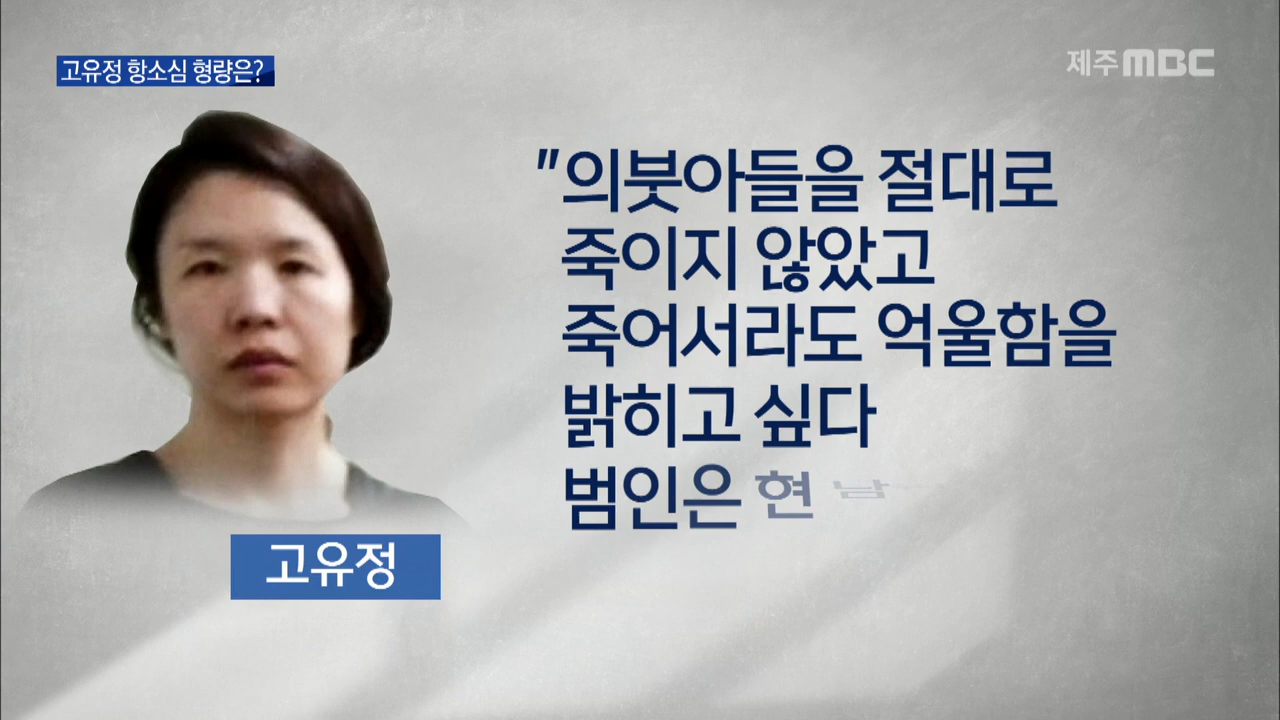 고유정 항소심 형량은?
제주MBC
"의붓아들을 절대로
죽이지 않았고
죽어서라도 억울함을
밝히고 싶다
범인은 현 남
고유정